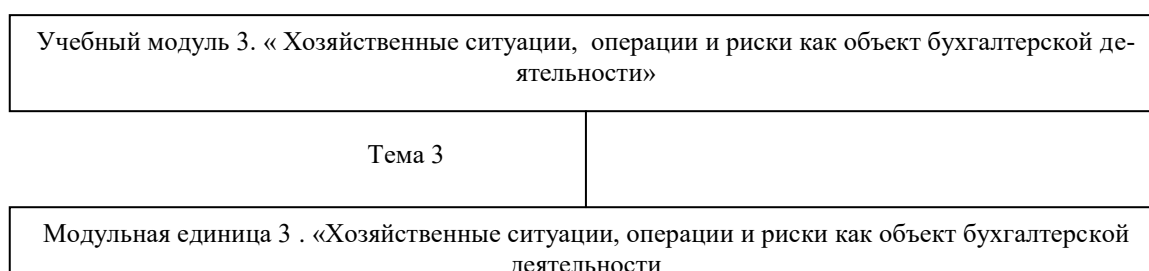 Учебный модуль 3. « Хозяйственные ситуации,  операции и риски как объект бухгалтерской де-
ятельности»
Тема 3
Модульная единица 3 . «Хозяйственные ситуации, операции и риски как объект бухгалтерской
деятельности